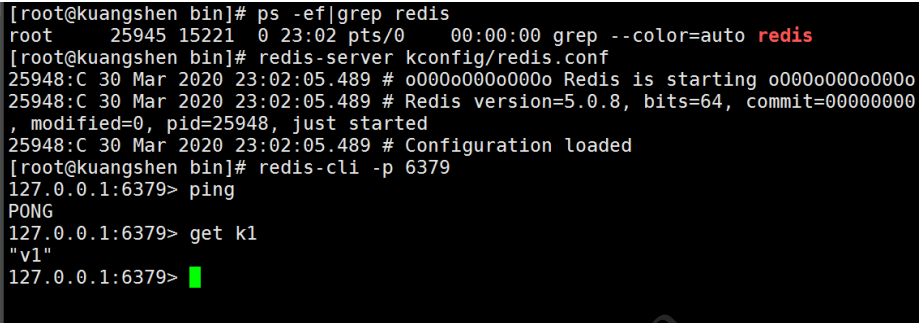 [root@kuangshen bin]# ps -ef|grep redis
root     25945 15221  0 23:02 pts/0    00:00:00 grep --color=auto redis
[root@kuangshen bin]# redis-server kconfig/redis.conf
25948:C 30 Mar 2020 23:02:05.489 # oO0OoO0OoO0Oo Redis is starting oO0OoO0OoO0Oo
25948:C 30 Mar 2020 23:02:05.489 # Redis version=5.0.8, bits=64, commit=00000000
, modified=0, pid=25948, just started
25948:C 30 Mar 2020 23:02:05.489 # Configuration loaded
[root@kuangshen bin]# redis-cli -p 6379
127.0.0.1:6379> ping
PONG
127.0.0.1:6379> get k1
"v1"
127.0.0.1:6379>